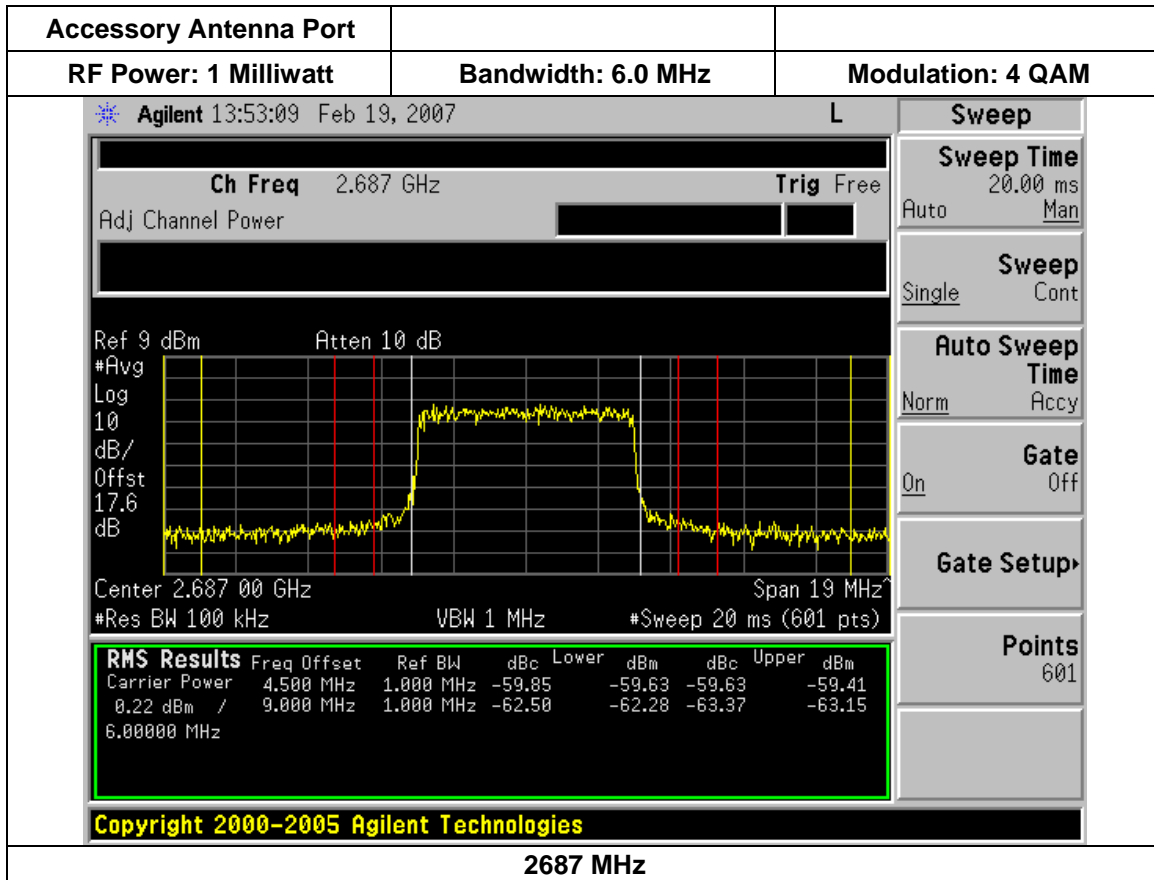 Accessory Antenna Port
RF Power: 1 Milliwatt Bandwidth: 6.0 MHz Modulation: 4 QAM
Agilent 13:53:09 Feb 19, 2007 L Sweep
Ch Freq 2.687 GHz Trig Free
Adj Channel Power
Sweep Time
20.00 ms
Auto Man
Sweep
Single Cont
Auto Sweep
Time
Norm Accy
Gate
On Off
Gate Setup▸
Points
601
Ref 9 dBm Atten 10 dB
#Avg
Log
10
dB/
Offst
17.6
dB
Center 2.687 00 GHz Span 19 MHz^
#Res BW 100 kHz VBW 1 MHz #Sweep 20 ms (601 pts)
RMS Results Freq Offset Ref BW dBc Lower dBm dBc Upper dBm
Carrier Power 4.500 MHz 1.000 MHz -59.85 -59.63 -59.63 -59.41
0.22 dBm / 9.000 MHz 1.000 MHz -62.50 -62.28 -63.37 -63.15
6.00000 MHz
Copyright 2000-2005 Agilent Technologies
2687 MHz